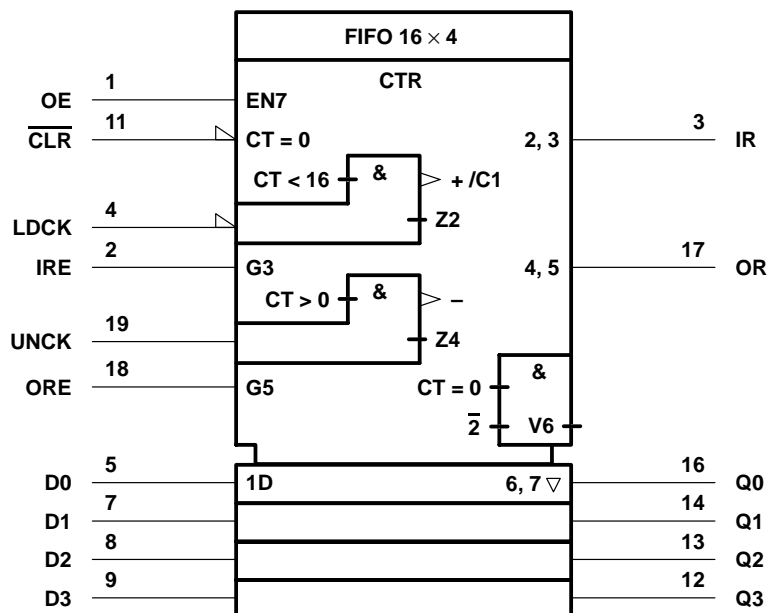 FIFO 16 × 4
CTR
OE 1 EN7
CLR 11 CT = 0 2, 3 3 IR
CT < 16 & + /C1
LDCK 4 Z2
IRE 2 G3 4, 5 17 OR
CT > 0 & –
UNCK 19 Z4
ORE 18 G5 CT = 0 &
2 V6
D0 5 1D 6, 7 ▽ 16 Q0
D1 7 14 Q1
D2 8 13 Q2
D3 9 12 Q3